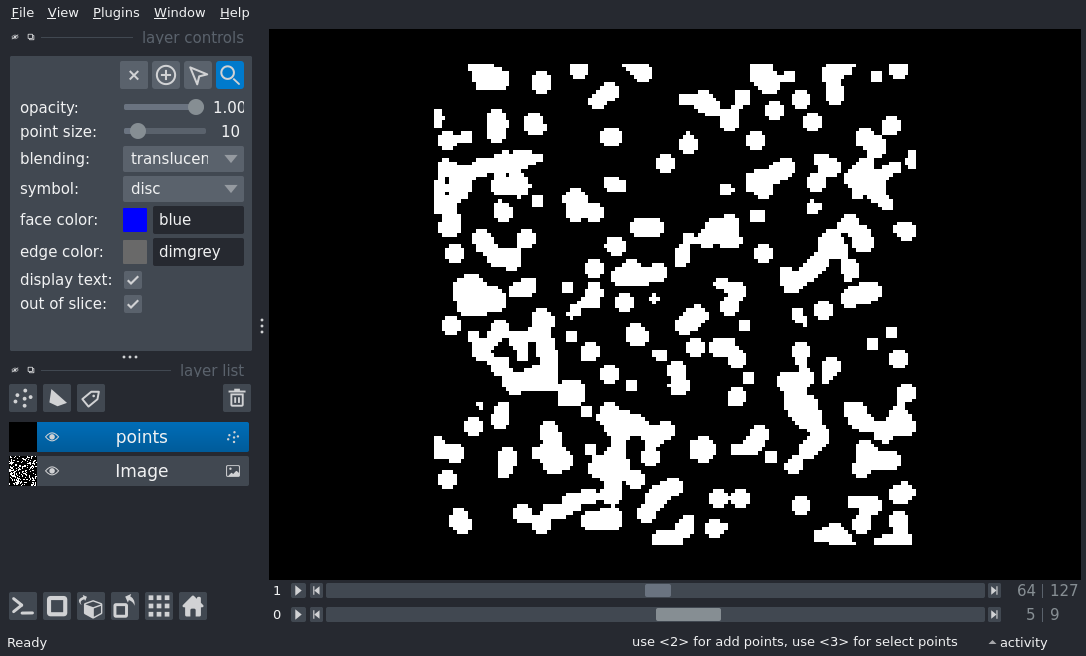 File View Plugins Window Help
layer controls
opacity: 1.00
point size: 10
blending: translucen
symbol: disc
face color: blue
edge color: dimgrey
display text:
out of slice:
layer list
points
Image
1 64 | 127
0 5 | 9
Ready use <2> for add points, use <3> for select points activity